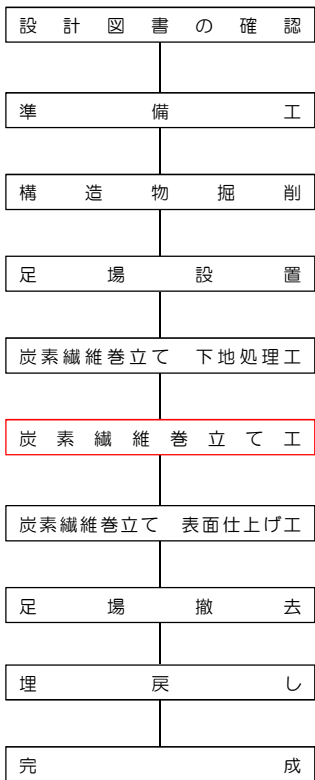 設計図書の確認
準備工
構造物掘削
足場設置
炭素繊維巻立て 下地処理工
炭素繊維巻立て工
炭素繊維巻立て 表面仕上げ工
足場撤去
埋戻し
完成